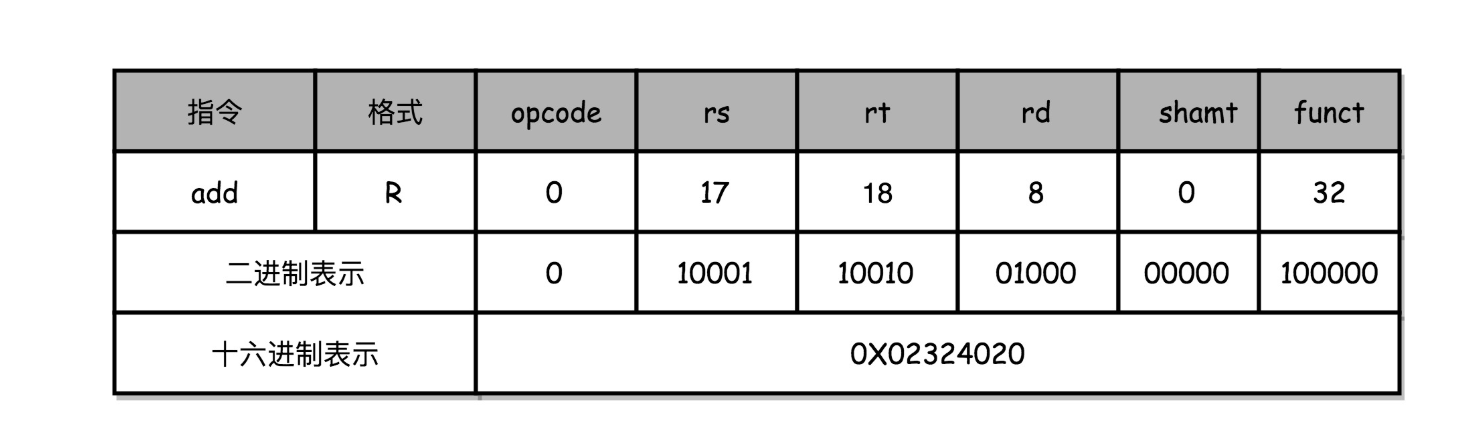 指令 格式 opcode rs rt rd shamt funct
add R 0 17 18 8 0 32
二进制表示 0 10001 10010 01000 00000 100000
十六进制表示 0X02324020